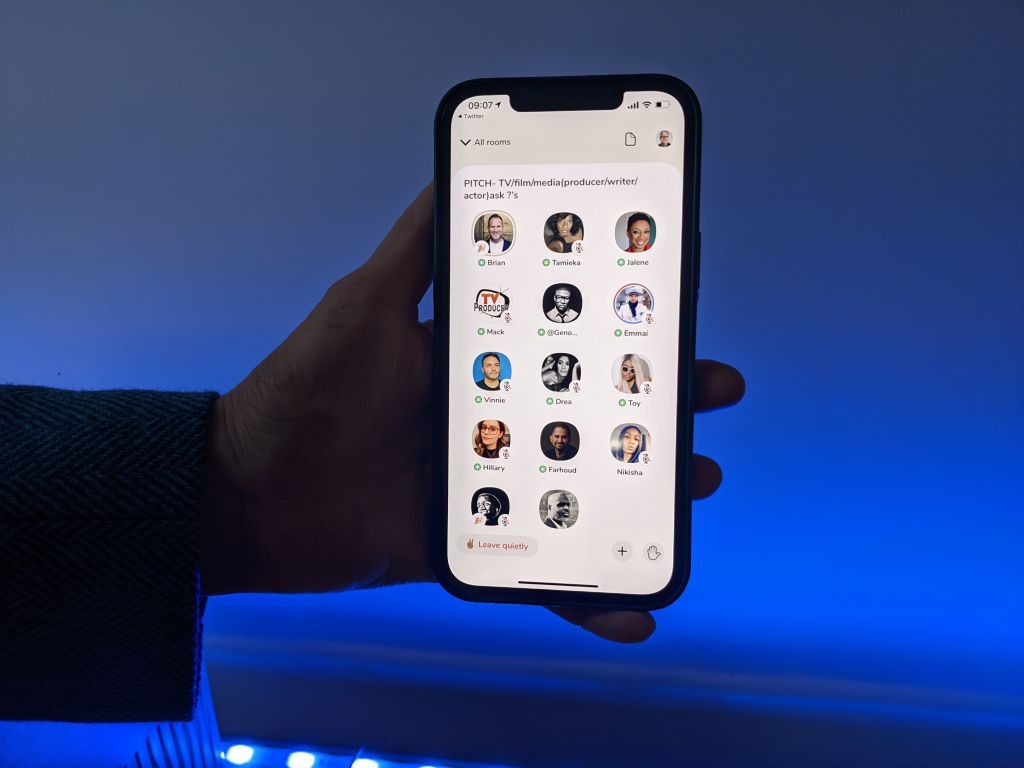 09:07
Twitter
All rooms
PITCH- TV/film/media(producer/writer/
actor)ask ?'s
Brian
Tamieka
Jalene
TV
PRODUCER
Mack
@Geno...
Emmai
Vinnie
Drea
Toy
Hillary
Farhoud
Nikisha
Leave quietly